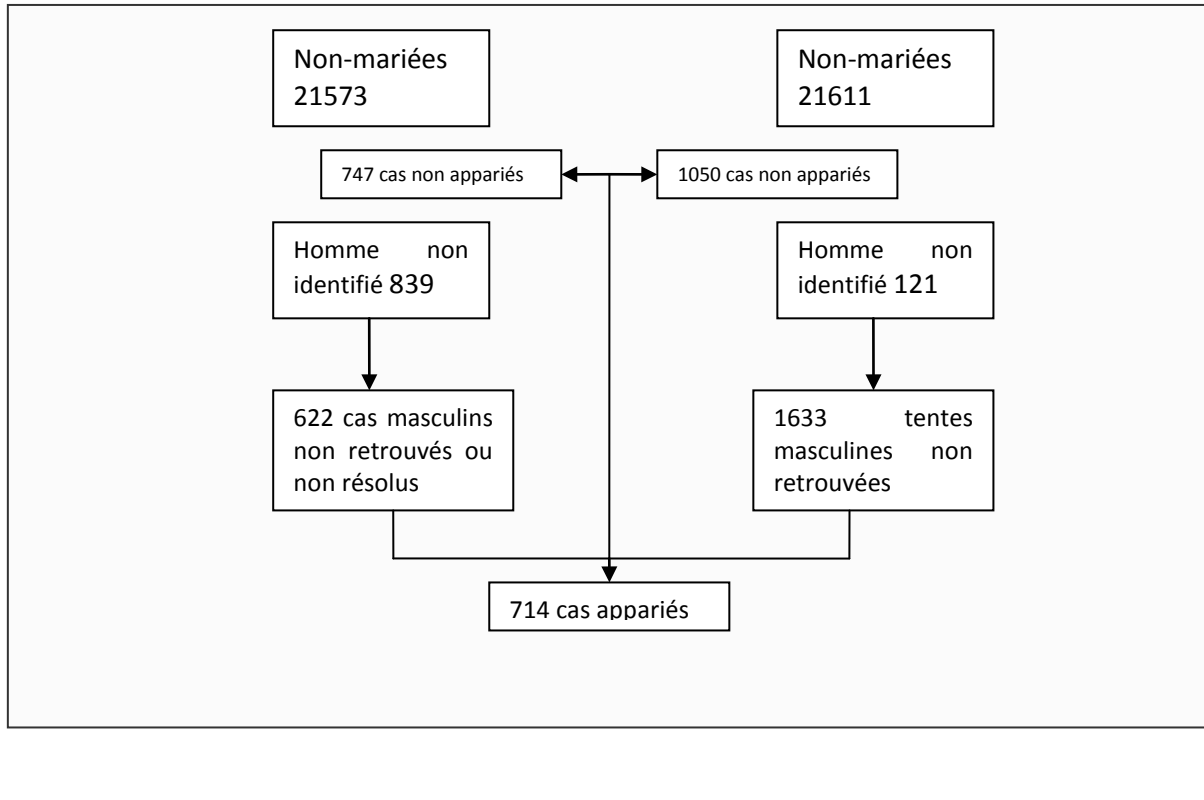 Non-mariées
21573
Non-mariées
21611
747 cas non appariés
1050 cas non appariés
Homme non
identifié 839
Homme non
identifié 121
622 cas masculins
non retrouvés ou
non résolus
1633 tentes
masculines non
retrouvées
714 cas appariés